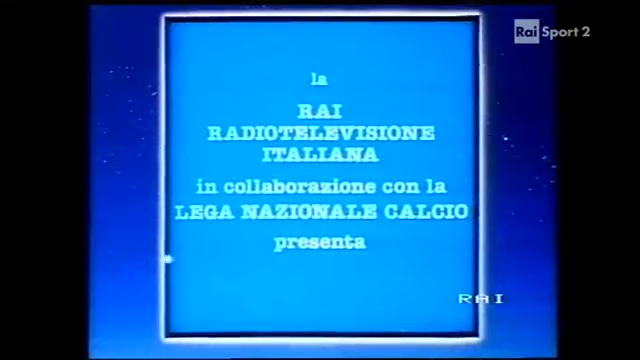 Rai Sport 2
la
RAI
RADIOTELEVISIONE
ITALIANA
in collaborazione con la
LEGA NAZIONALE CALCIO
presenta
RAI